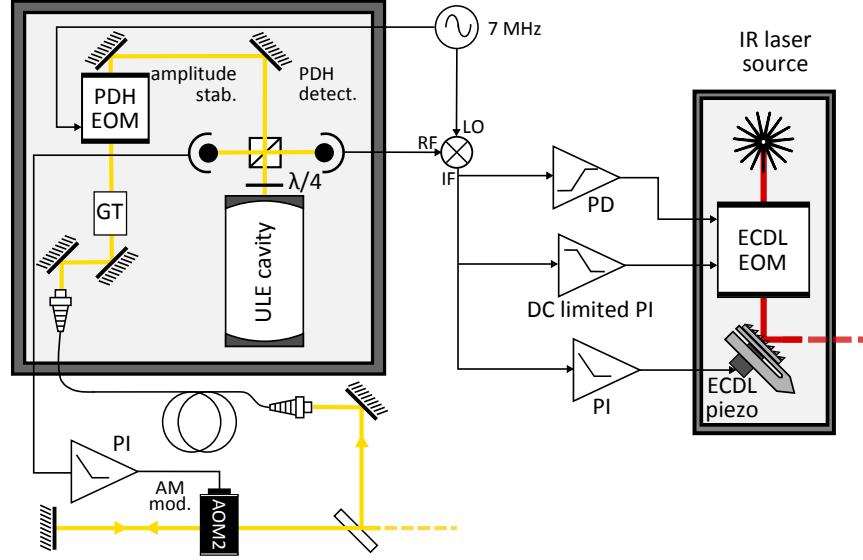 7 MHz
IR laser
source
amplitude
stab.
PDH
detect.
PDH
EOM
LO
RF
IF
λ/4
GT
ULE cavity
PD
ECDL
EOM
DC limited PI
PI
ECDL
piezo
PI
AM
mod.
AOM2